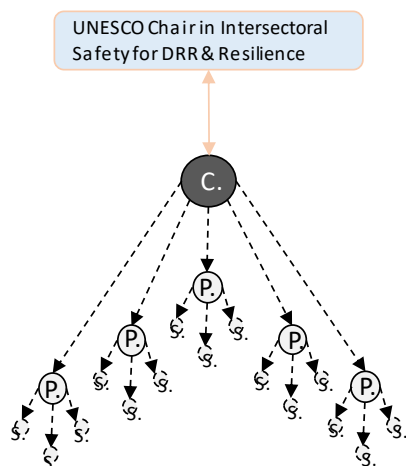 UNESCO Chair in Intersectoral
Safety for DRR & Resilience
C.
P.
s. s.
P. P.
s.
s. s. s. s.
P. P.
s. s.
s. s. s. s.
s. s.